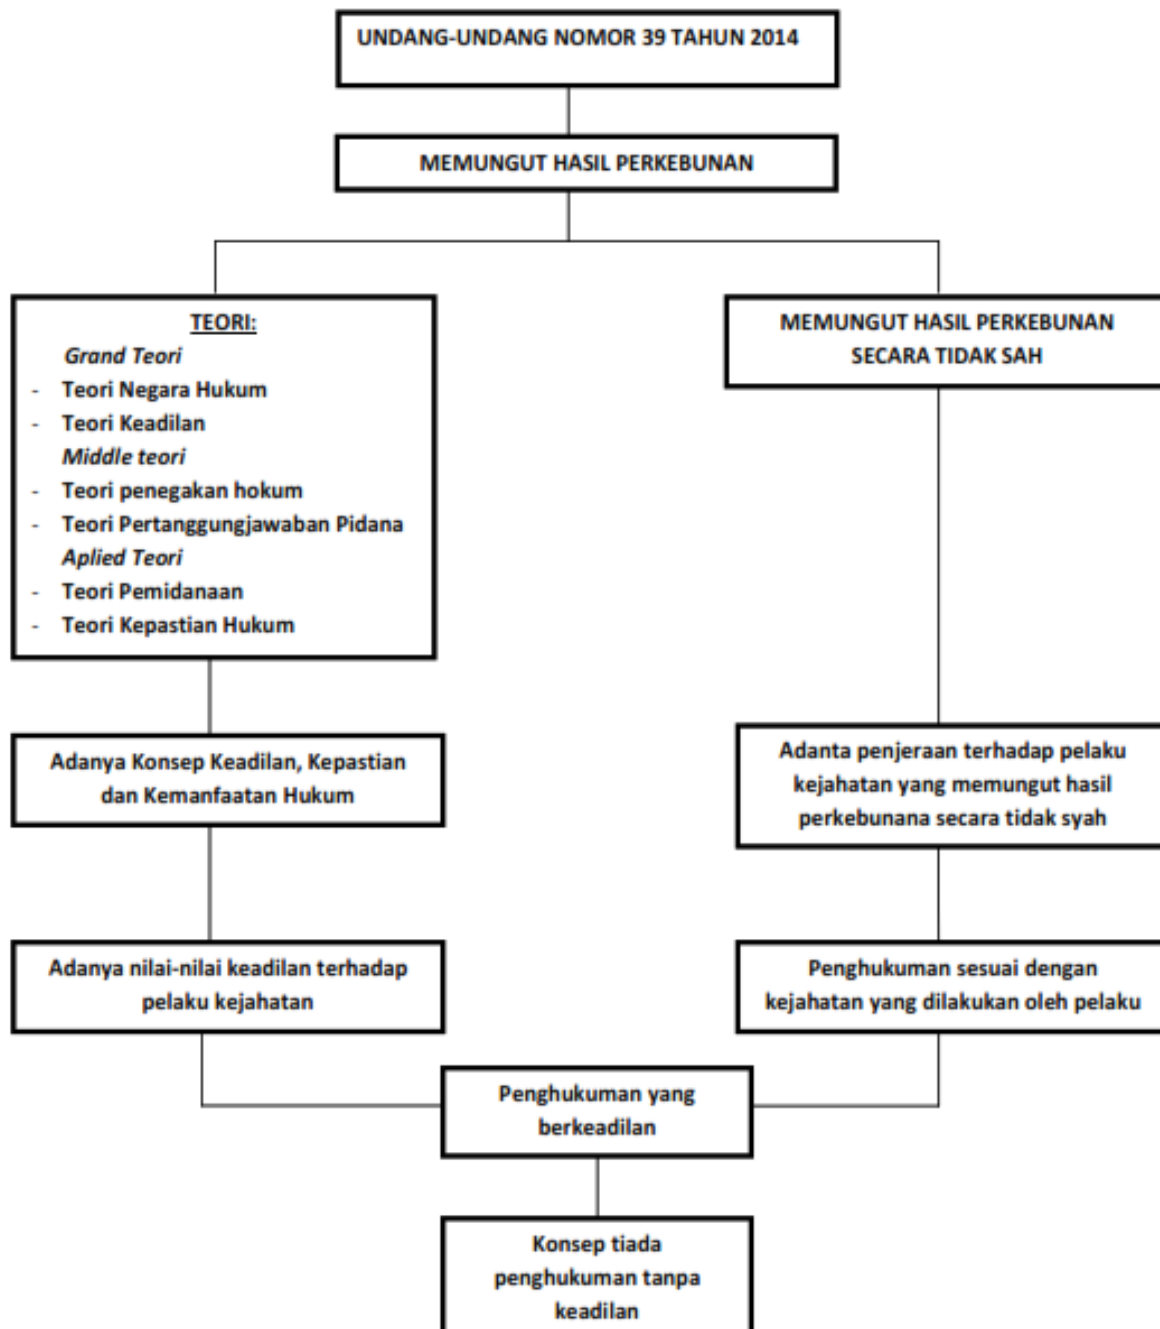 UNDANG-UNDANG NOMOR 39 TAHUN 2014
MEMUNGUT HASIL PERKEBUNAN
TEORI:
Grand Teori
- Teori Negara Hukum
- Teori Keadilan
Middle teori
- Teori penegakan hokum
- Teori Pertanggungjawaban Pidana
Aplied Teori
- Teori Pemidanaan
- Teori Kepastian Hukum
MEMUNGUT HASIL PERKEBUNAN
SECARA TIDAK SAH
Adanya Konsep Keadilan, Kepastian
dan Kemanfaatan Hukum
Adanta penjeraan terhadap pelaku
kejahatan yang memungut hasil
perkebunana secara tidak syah
Adanya nilai-nilai keadilan terhadap
pelaku kejahatan
Penghukuman sesuai dengan
kejahatan yang dilakukan oleh pelaku
Penghukuman yang
berkeadilan
Konsep tiada
penghukuman tanpa
keadilan